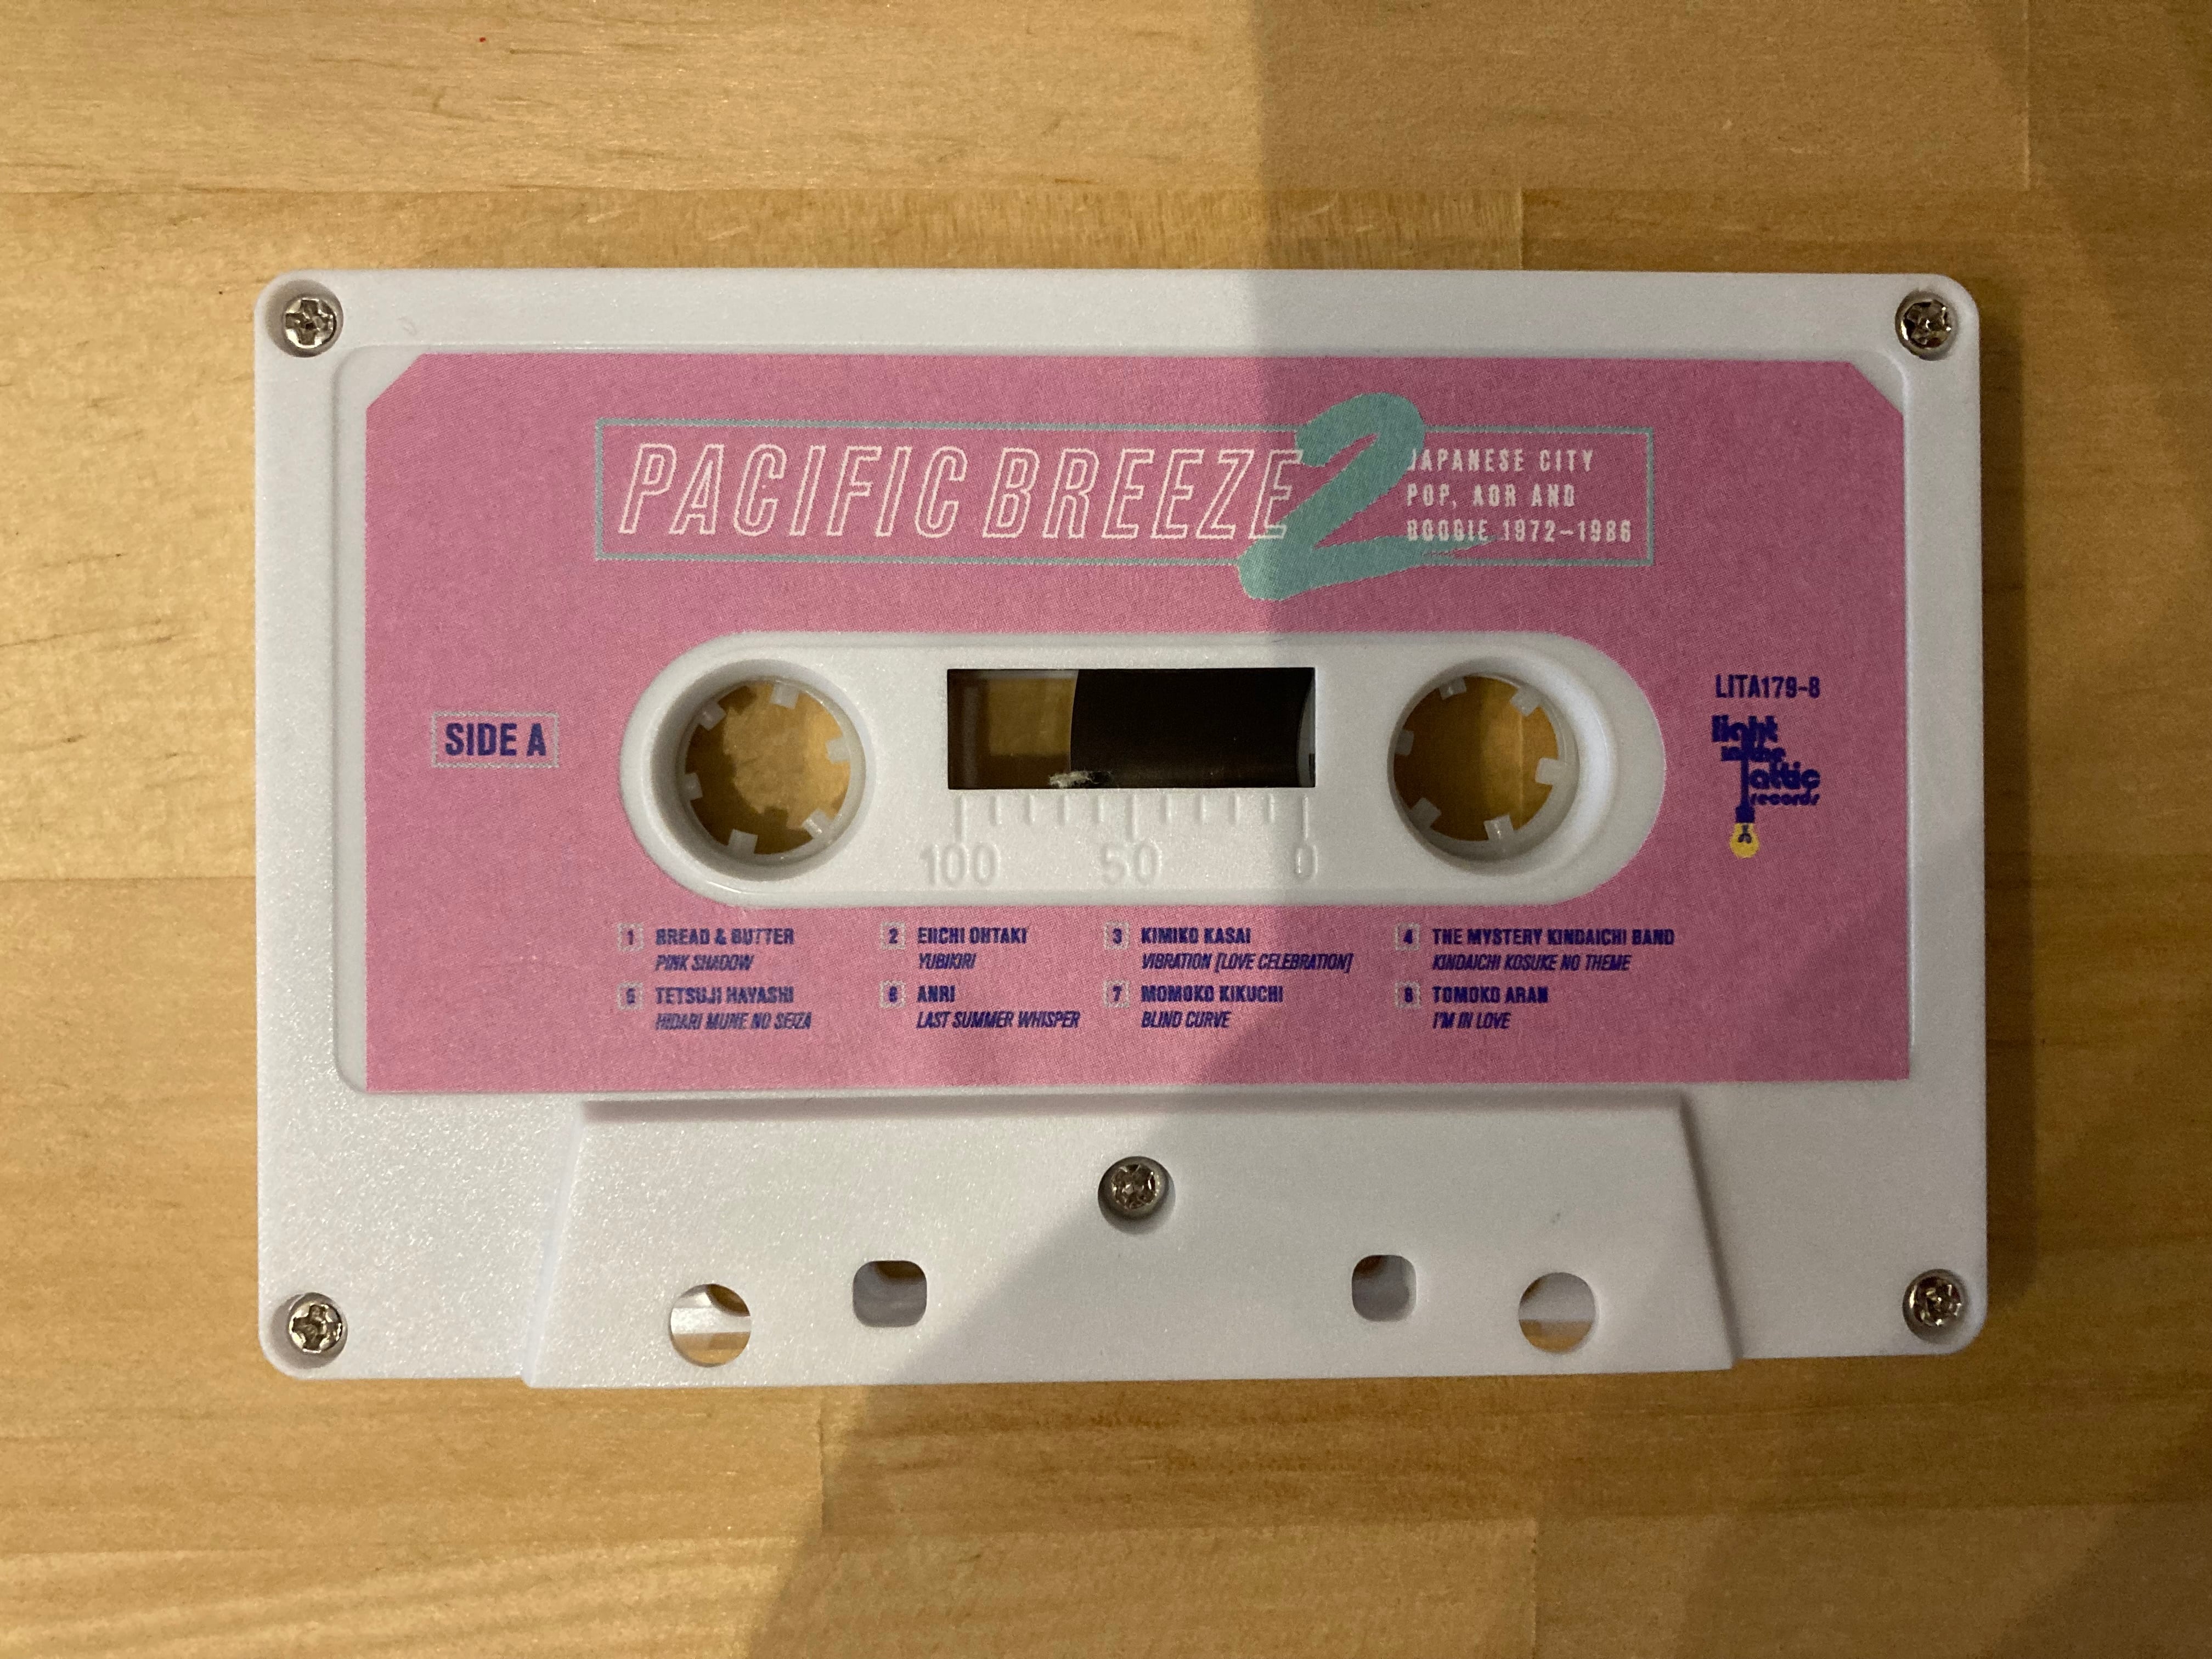 PACIFIC BREEZE 2
JAPANESE CITY
POP, AOR AND
BOOGIE 1972–1986
SIDE A
LITA179-8
light
in the
attic
records
100 50 0
1 BREAD & BUTTER
PINK SHADOW
2 EIICHI OHTAKI
YUBIKIRI
3 KIMIKO KASAI
VIBRATION [LOVE CELEBRATION]
4 THE MYSTERY KINDAICHI BAND
KINDAICHI KOSUKE NO THEME
5 TETSUJI HAYASHI
HIDARI MUNE NO SEIZA
6 ANRI
LAST SUMMER WHISPER
7 MOMOKO KIKUCHI
BLIND CURVE
8 TOMOKO ARAN
I'M IN LOVE